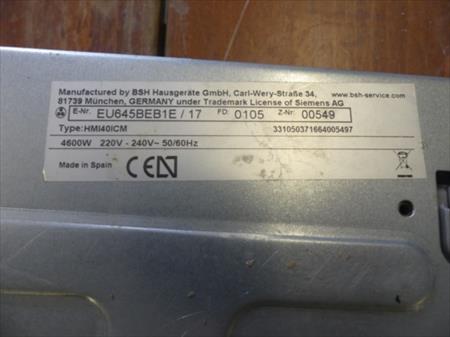 Manufactured by BSH Hausgeräte GmbH, Carl-Wery-Straße 34, www.bsh-service.com
81739 München, GERMANY under Trademark License of Siemens AG
E-Nr. EU645BEB1E / 17 FD 0105 Z-Nr. 00549
Type:HMI40ICM 331050371664005497
4600W 220V - 240V~ 50/60Hz
Made in Spain CE N